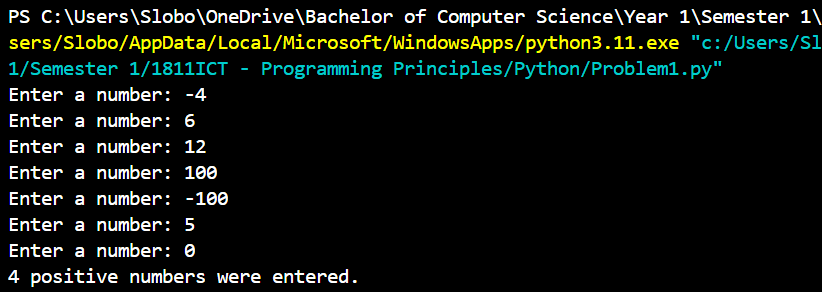 PS C:\Users\Slobo\OneDrive\Bachelor of Computer Science\Year 1\Semester 1\
sers/Slobo/AppData/Local/Microsoft/WindowsApps/python3.11.exe "c:/Users/Sl
1/Semester 1/1811ICT - Programming Principles/Python/Problem1.py"
Enter a number: -4
Enter a number: 6
Enter a number: 12
Enter a number: 100
Enter a number: -100
Enter a number: 5
Enter a number: 0
4 positive numbers were entered.